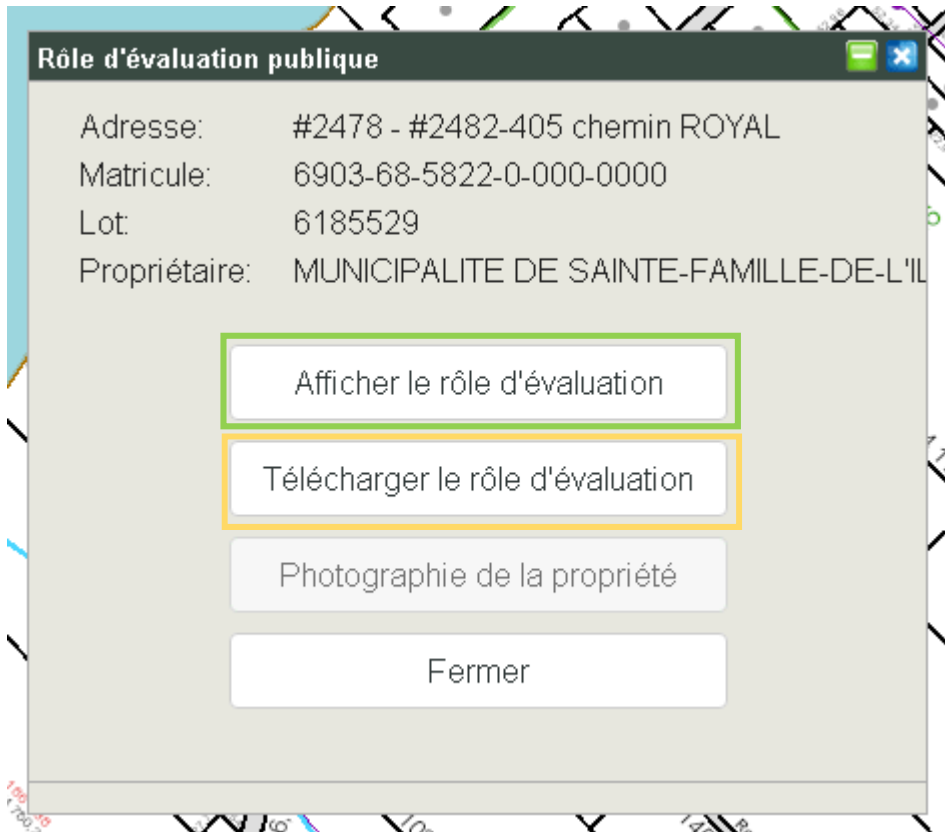 Rôle d'évaluation publique
Adresse: #2478 - #2482-405 chemin ROYAL
Matricule: 6903-68-5822-0-000-0000
Lot: 6185529
Propriétaire: MUNICIPALITE DE SAINTE-FAMILLE-DE-L'IL
Afficher le rôle d'évaluation
Télécharger le rôle d'évaluation
Photographie de la propriété
Fermer